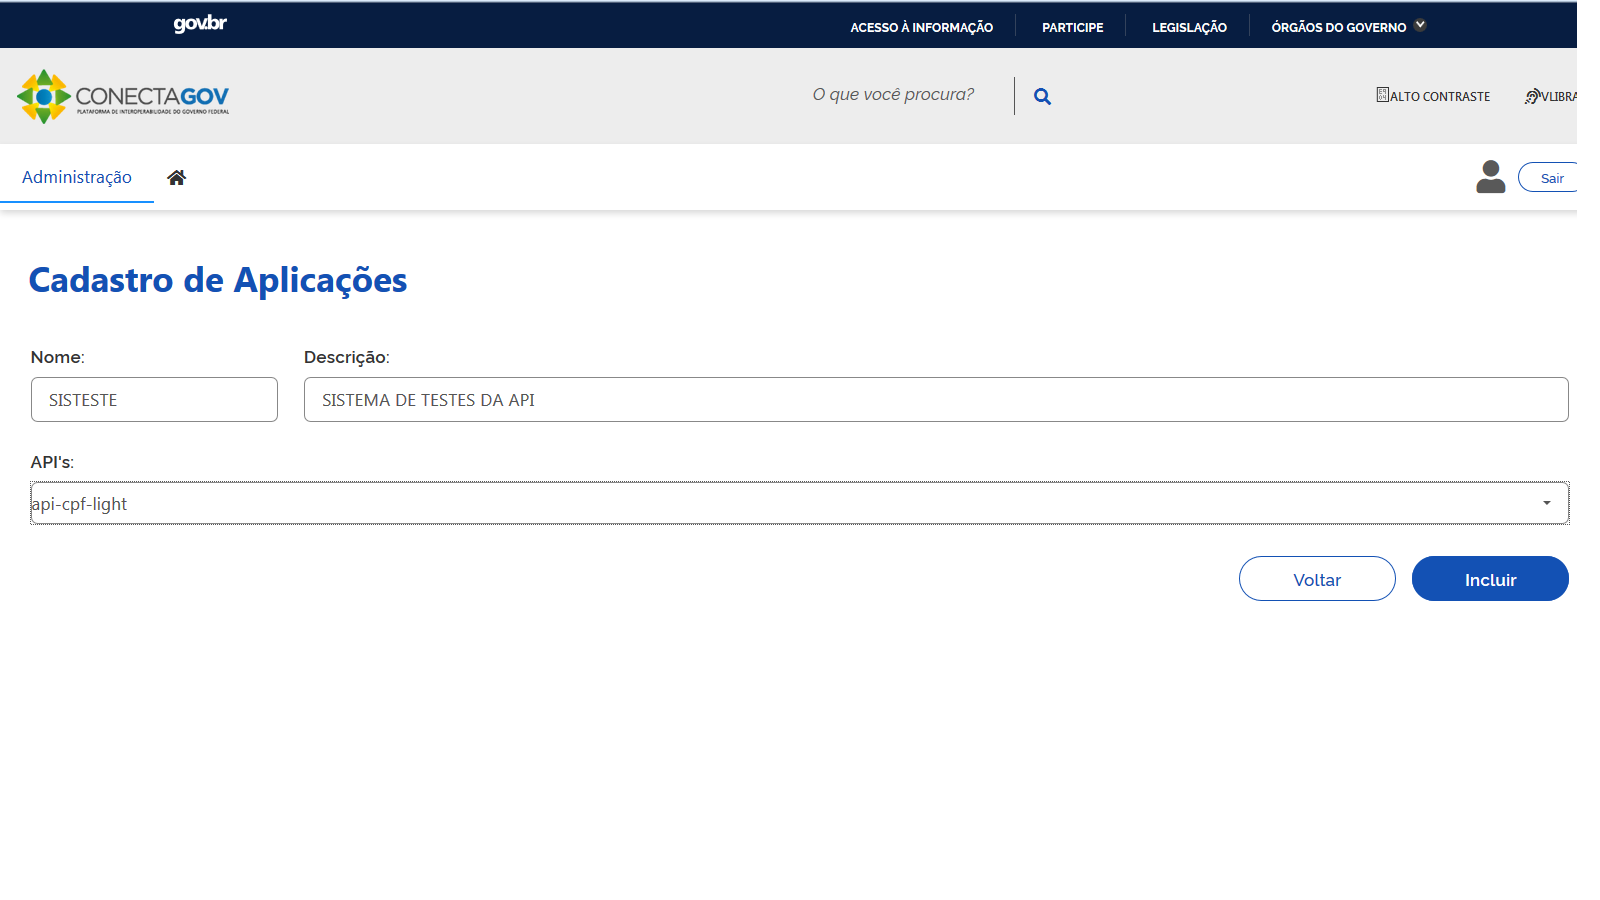 gov.br
ACESSO À INFORMAÇÃO
PARTICIPE
LEGISLAÇÃO
ÓRGÃOS DO GOVERNO
CONECTAGOV
PLATAFORMA DE INTEROPERABILIDADE DO GOVERNO FEDERAL
O que você procura?
ALTO CONTRASTE
VLIBRA
Administração
Sair
Cadastro de Aplicações
Nome:
Descrição:
SISTESTE
SISTEMA DE TESTES DA API
API's:
api-cpf-light
Voltar
Incluir